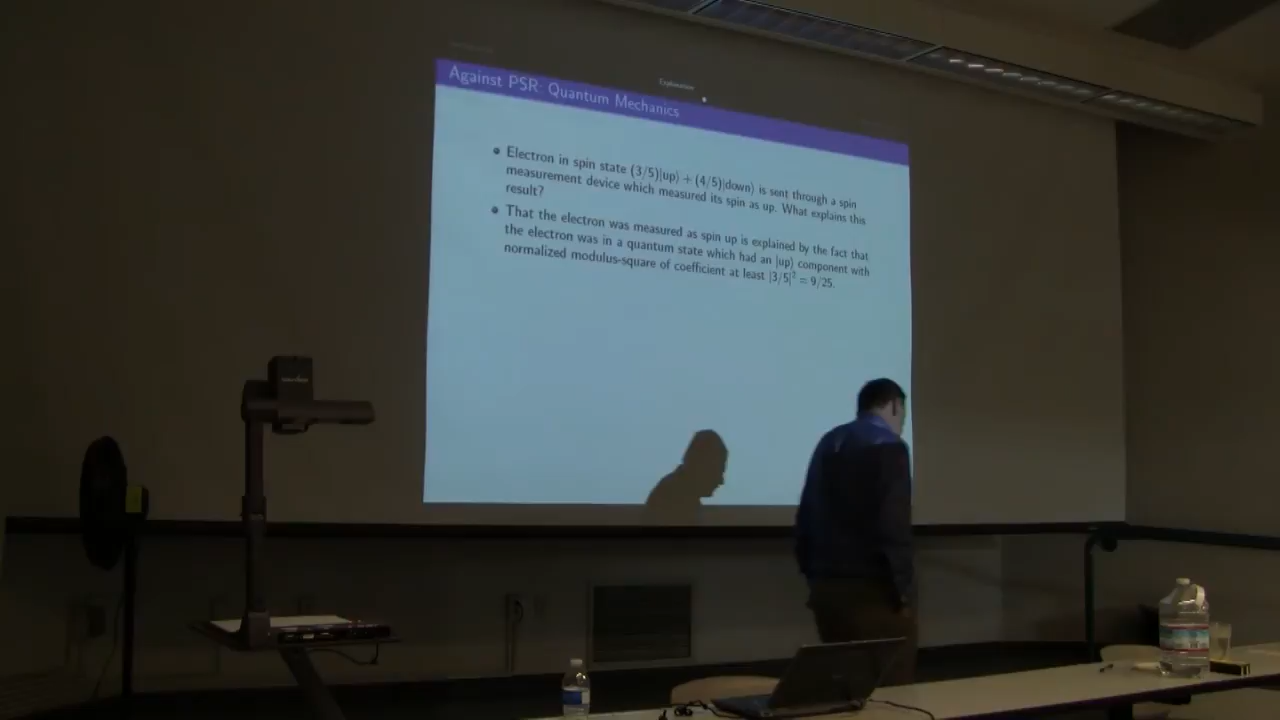 Explanation
Against PSR: Quantum Mechanics
Electron in spin state (3/5)|up⟩ + (4/5)|down⟩ is sent through a spin
measurement device which measured its spin as up. What explains this
result?
That the electron was measured as spin up is explained by the fact that
the electron was in a quantum state which had an |up⟩ component with
normalized modulus-square of coefficient at least |3/5|² = 9/25.